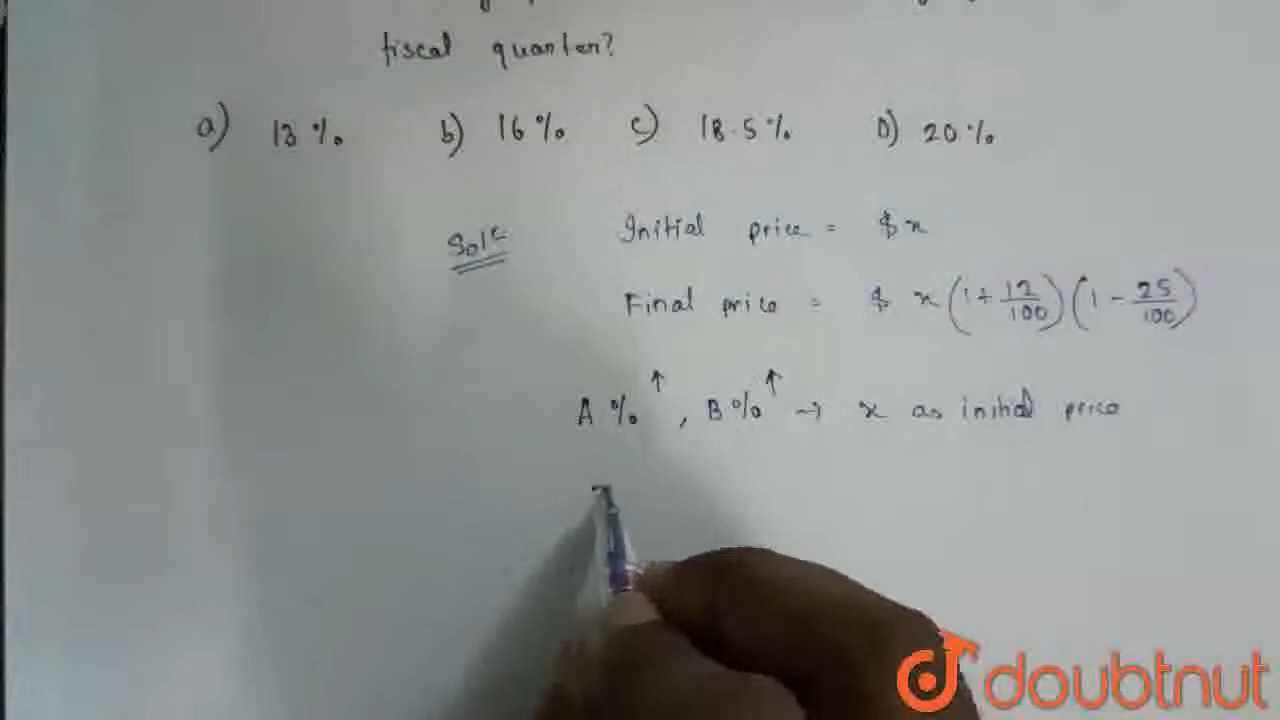 fiscal quarter?
a) 13% b) 16% c) 18.5% D) 20%
Solⁿ Initial price = $x
Final price = $ x(1+12/100)(1-25/100)
A%↑, B%↑ → x as initial price
doubtnut